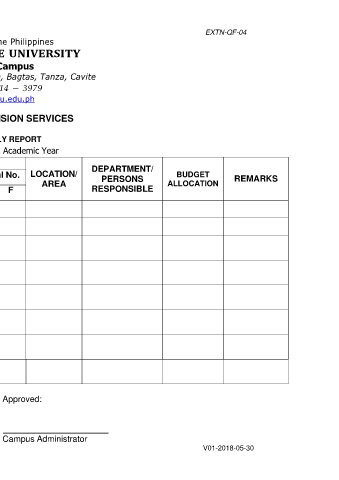 EXTN-QF-04
he Philippines
E UNIVERSITY
Campus
, Bagtas, Tanza, Cavite
14 − 3979
u.edu.ph
NSION SERVICES
LY REPORT
Academic Year
l No.
F
LOCATION/
AREA
DEPARTMENT/
PERSONS
RESPONSIBLE
BUDGET
ALLOCATION
REMARKS
Approved:
Campus Administrator
V01-2018-05-30